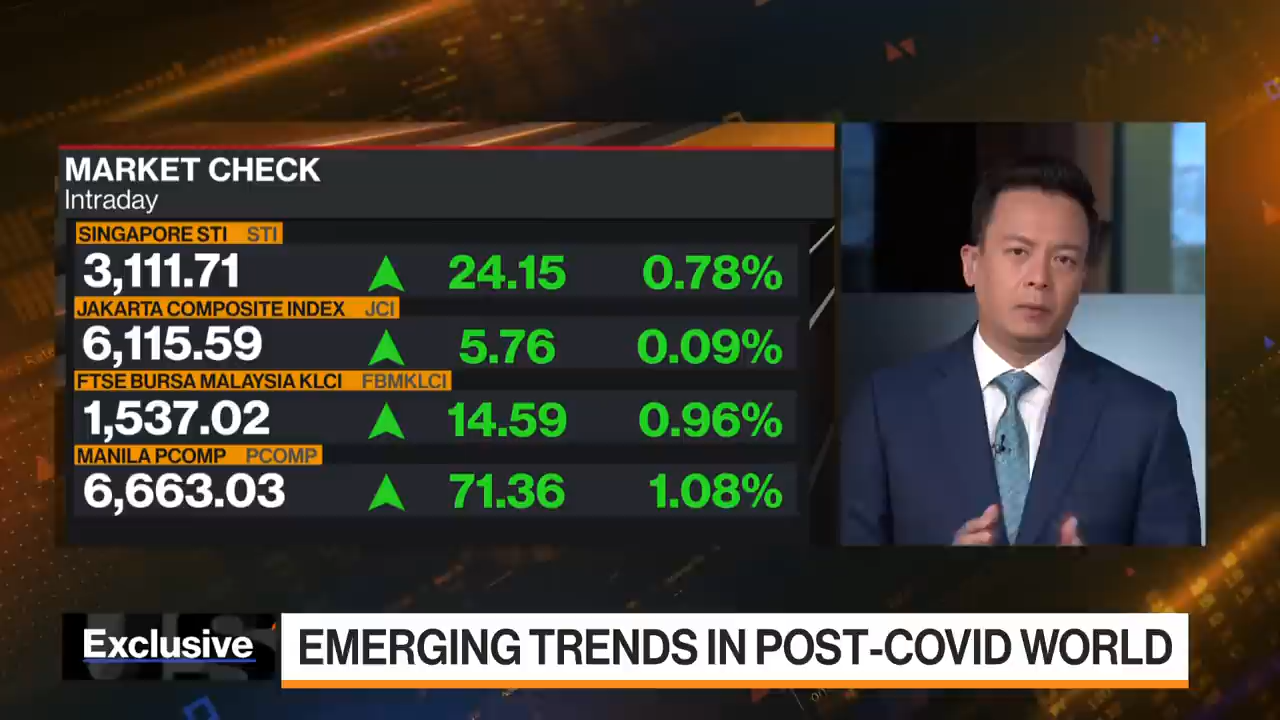 MARKET CHECK
Intraday
SINGAPORE STI STI
3,111.71 24.15 0.78%
JAKARTA COMPOSITE INDEX JCI
6,115.59 5.76 0.09%
FTSE BURSA MALAYSIA KLCI FBMKLCI
1,537.02 14.59 0.96%
MANILA PCOMP PCOMP
6,663.03 71.36 1.08%
Exclusive EMERGING TRENDS IN POST-COVID WORLD